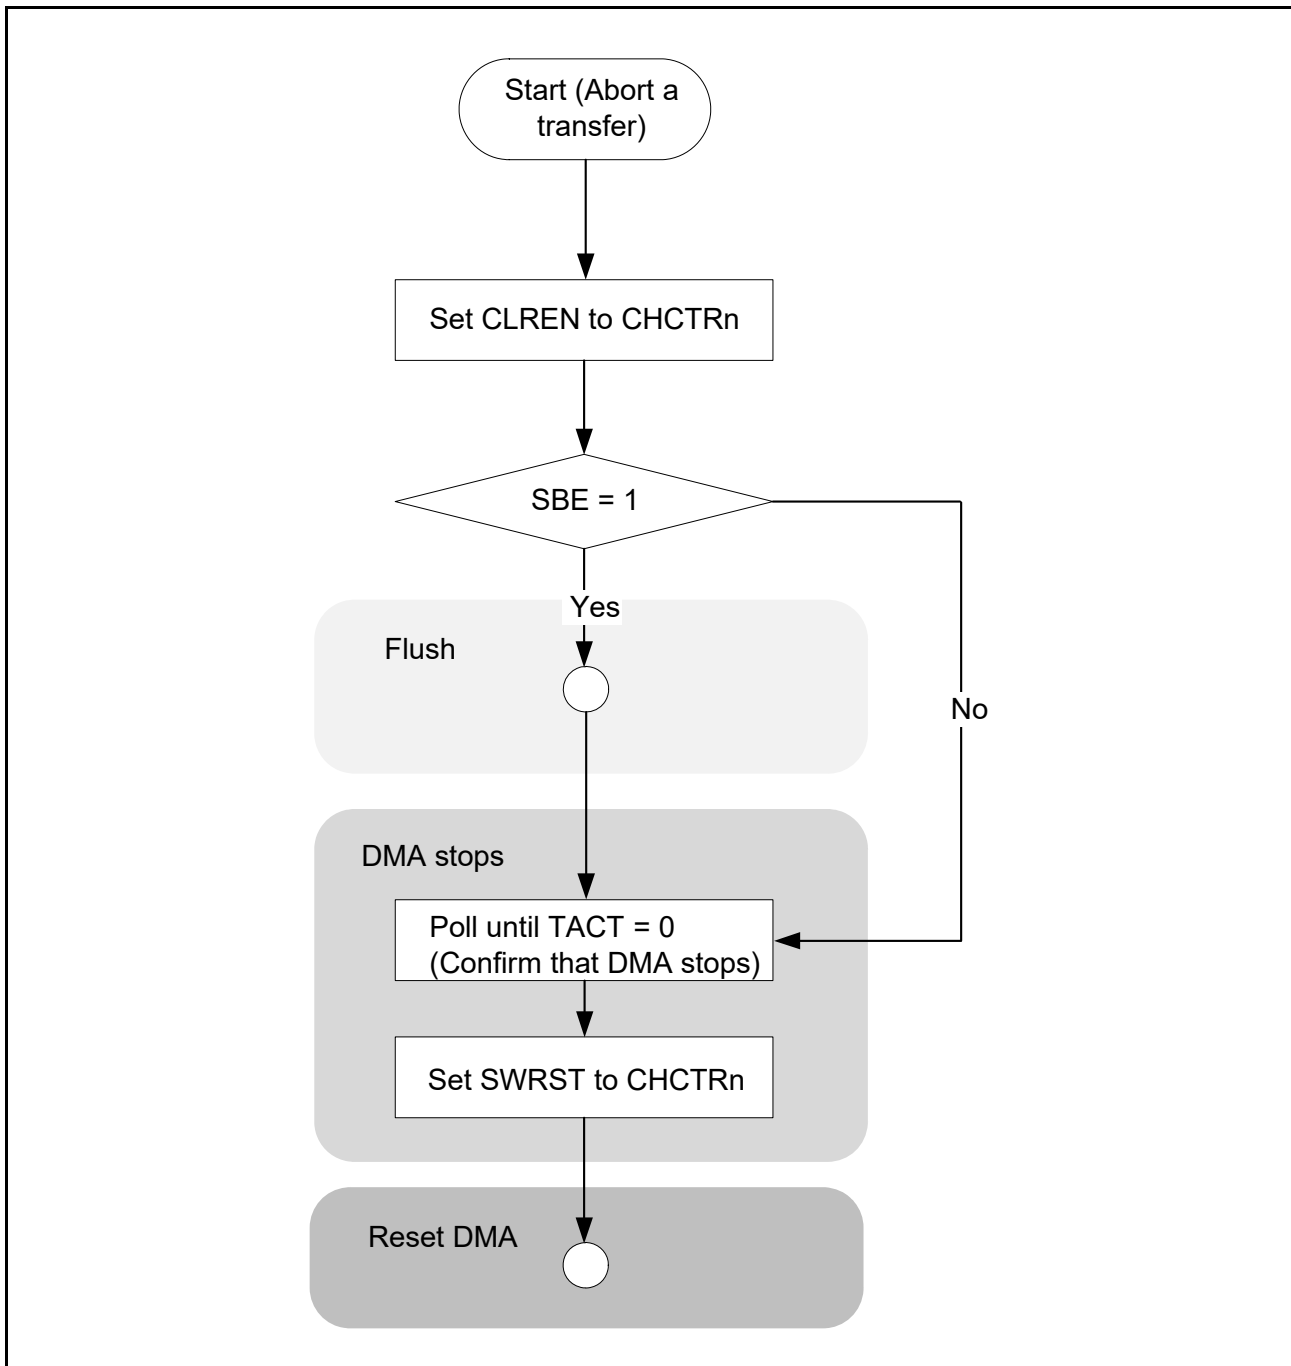 Start (Abort a
transfer)
Set CLREN to CHCTRn
SBE = 1
Yes
Flush
No
DMA stops
Poll until TACT = 0
(Confirm that DMA stops)
Set SWRST to CHCTRn
Reset DMA